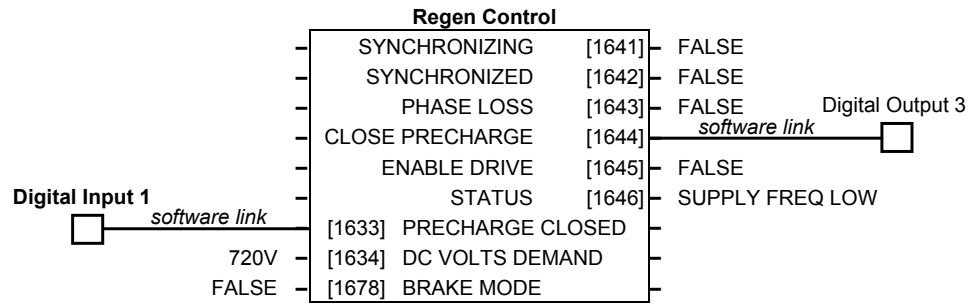 Regen Control
SYNCHRONIZING [1641] FALSE
SYNCHRONIZED [1642] FALSE
PHASE LOSS [1643] FALSE Digital Output 3
CLOSE PRECHARGE [1644] software link
ENABLE DRIVE [1645] FALSE
Digital Input 1 STATUS [1646] SUPPLY FREQ LOW
software link [1633] PRECHARGE CLOSED
720V [1634] DC VOLTS DEMAND
FALSE [1678] BRAKE MODE